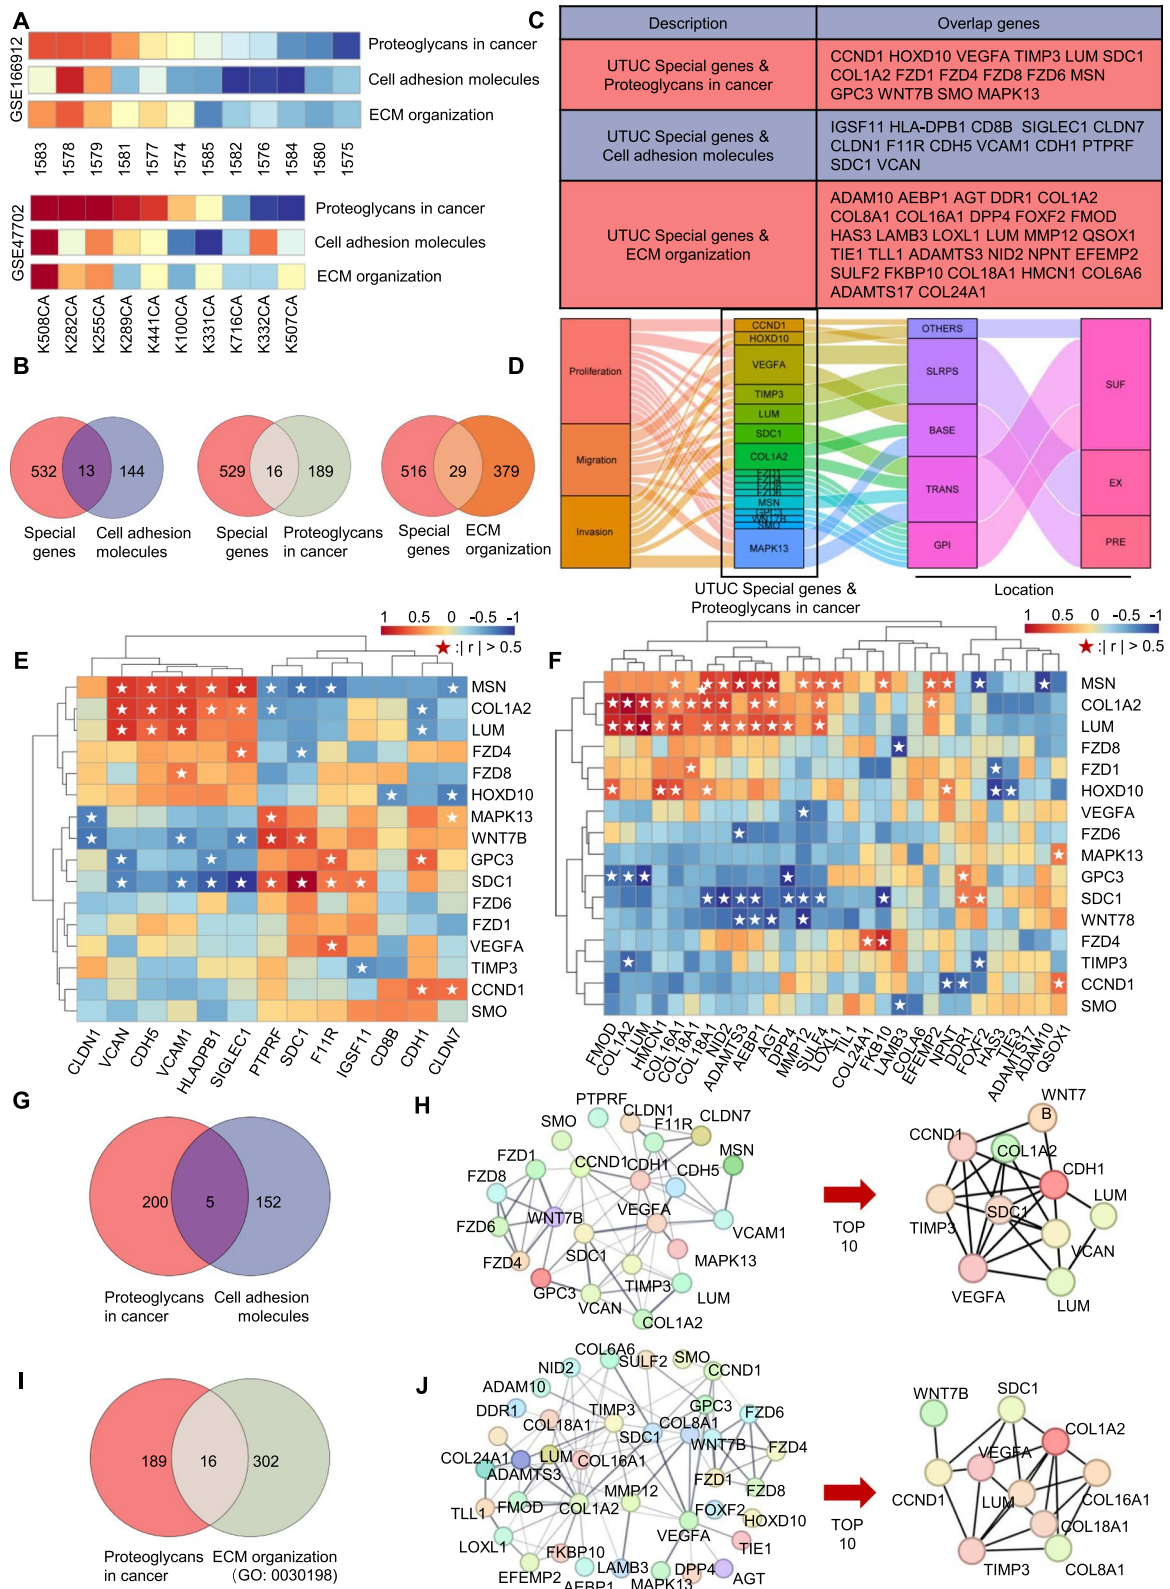 A
GSE166912
Proteoglycans in cancer
Cell adhesion molecules
ECM organization
1583 1578 1579 1581 1577 1574 1585 1582 1576 1584 1580 1575
GSE47702
Proteoglycans in cancer
Cell adhesion molecules
ECM organization
K508CA K282CA K255CA K289CA K441CA K100CA K331CA K716CA K332CA K507CA
C
Description Overlap genes
UTUC Special genes &
Proteoglycans in cancer
CCND1 HOXD10 VEGFA TIMP3 LUM SDC1
COL1A2 FZD1 FZD4 FZD8 FZD6 MSN
GPC3 WNT7B SMO MAPK13
UTUC Special genes &
Cell adhesion molecules
IGSF11 HLA-DPB1 CD8B SIGLEC1 CLDN7
CLDN1 F11R CDH5 VCAM1 CDH1 PTPRF
SDC1 VCAN
UTUC Special genes &
ECM organization
ADAM10 AEBP1 AGT DDR1 COL1A2
COL8A1 COL16A1 DPP4 FOXF2 FMOD
HAS3 LAMB3 LOXL1 LUM MMP12 QSOX1
TIE1 TLL1 ADAMTS3 NID2 NPNT EFEMP2
SULF2 FKBP10 COL18A1 HMCN1 COL6A6
ADAMTS17 COL24A1
B
532 13 144
Special genes
Cell adhesion molecules
529 16 189
Special genes
Proteoglycans in cancer
516 29 379
Special genes
ECM organization
D
Proliferation
Migration
Invasion
CCND1
HOXD10
VEGFA
TIMP3
LUM
SDC1
COL1A2
FZD1
FZD4
FZD8
FZD6
MSN
GPC3
WNT7B
SMO
MAPK13
OTHERS
SLRPS
BASE
TRANS
GPI
SUF
EX
PRE
UTUC Special genes &
Proteoglycans in cancer
Location
E
1 0.5 0 -0.5 -1
:| r | > 0.5
MSN
COL1A2
LUM
FZD4
FZD8
HOXD10
MAPK13
WNT7B
GPC3
SDC1
FZD6
FZD1
VEGFA
TIMP3
CCND1
SMO
CLDN1 VCAN CDH5 VCAM1 HLADPB1 SIGLEC1 PTPRF SDC1 F11R IGSF11 CD8B CDH1 CLDN7
F
1 0.5 0 -0.5 -1
:| r | > 0.5
MSN
COL1A2
LUM
FZD8
FZD1
HOXD10
VEGFA
FZD6
MAPK13
GPC3
SDC1
WNT78
FZD4
TIMP3
CCND1
SMO
FMOD COL1A2 LUM HMCN1 COL16A1 COL18A1 COL18A1 NID2 ADAMTS3 AEBP1 AGT DPP4 MMP12 SULF4 LOXL1 TIL1 COL24A1 FKB10 LAMB3 COLA6 EFEMP2 NPNT DDR1 FOXF2 HAS3 TIE3 ADAMTS17 ADAM10 QSOX1
G
200 5 152
Proteoglycans in cancer
Cell adhesion molecules
H
PTPRF
CLDN1
CLDN7
SMO
F11R
MSN
FZD1
CCND1
CDH1
CDH5
FZD8
WNT7B
VEGFA
FZD6
VCAM1
SDC1
FZD4
MAPK13
GPC3
TIMP3
VCAN
LUM
COL1A2
TOP
10
WNT7
B
CCND1
COL1A2
CDH1
LUM
TIMP3
SDC1
VCAN
VEGFA
LUM
I
189 16 302
Proteoglycans in cancer
ECM organization
(GO: 0030198)
J
COL6A6
SULF2
SMO
NID2
CCND1
ADAM10
TIMP3
GPC3
DDR1
COL18A1
COL8A1
FZD6
SDC1
WNT7B
COL24A1
LUM
COL16A1
FZD4
ADAMTS3
FZD1
FZD8
MMP12
TLL1
FMOD
COL1A2
FOXF2
HOXD10
VEGFA
LOXL1
TIE1
FKBP10
EFEMP2
LAMB3
DPP4
AGT
AEBP1
MAPK13
TOP
10
WNT7B
SDC1
COL1A2
VEGFA
CCND1
LUM
COL16A1
COL18A1
TIMP3
COL8A1